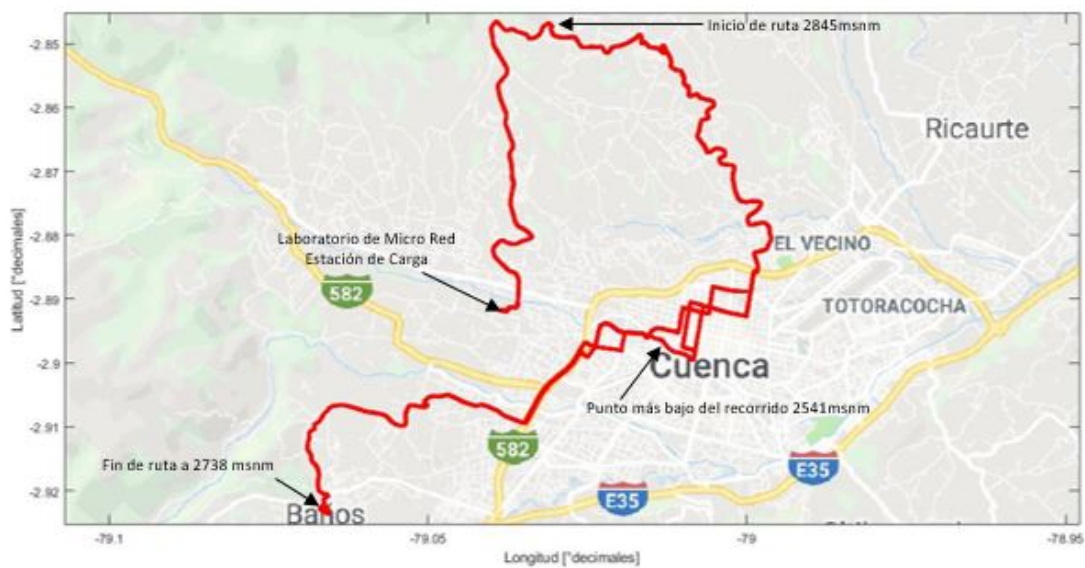 Inicio de ruta 2845msnm
-2.85
-2.86
Ricaurte
-2.87
Laboratorio de Micro Red
Estación de Carga
-2.88
EL VECINO
582
-2.89
TOTORACOCHA
Latitud [°decimales]
-2.9
Cuenca
Punto más bajo del recorrido 2541msnm
-2.91
582
Fin de ruta a 2738 msnm
E35
E35
-2.92
Baños
-79.1
-79.05
-79
-78.95
Longitud [°decimales]